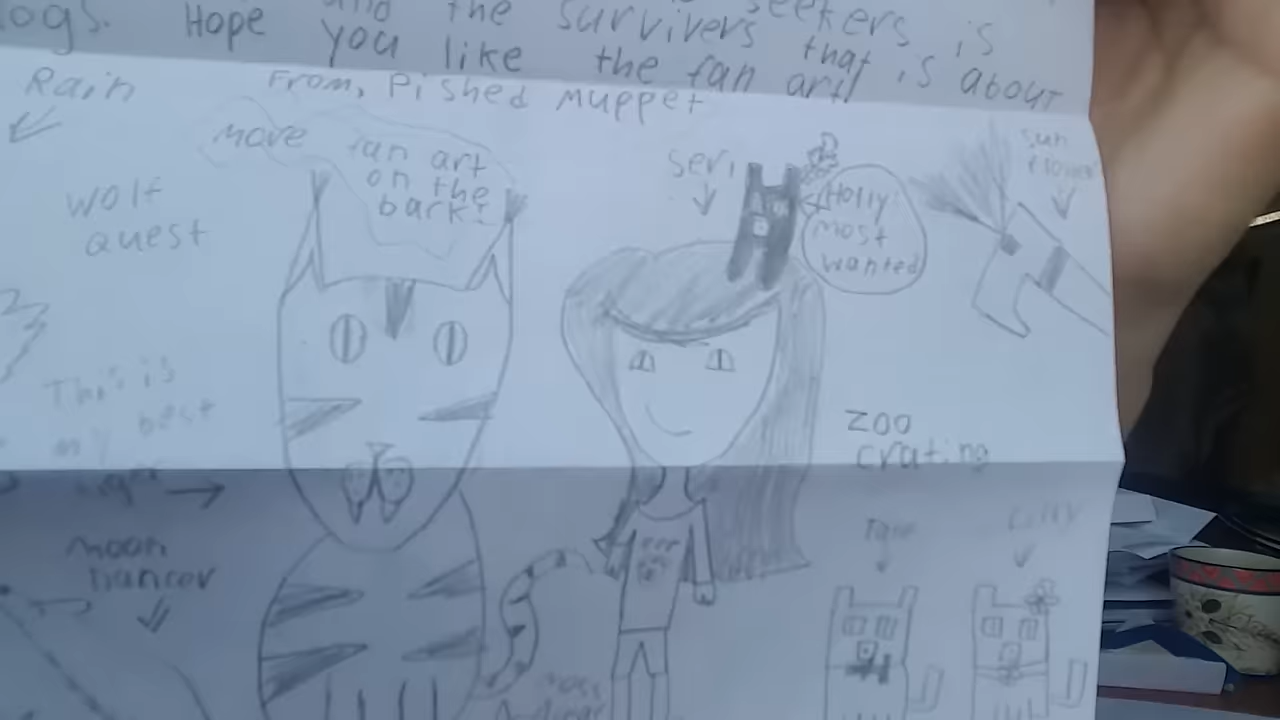 logs. Hope and the survivers seekers is
you like the fan art that is about
From, Pished Muppet
Rain
move fan art
on the
back!
wolf
quest
Seri
Holly
most
wanted
sun
flower
This is
my best
zoo
crating
moon
Kitty